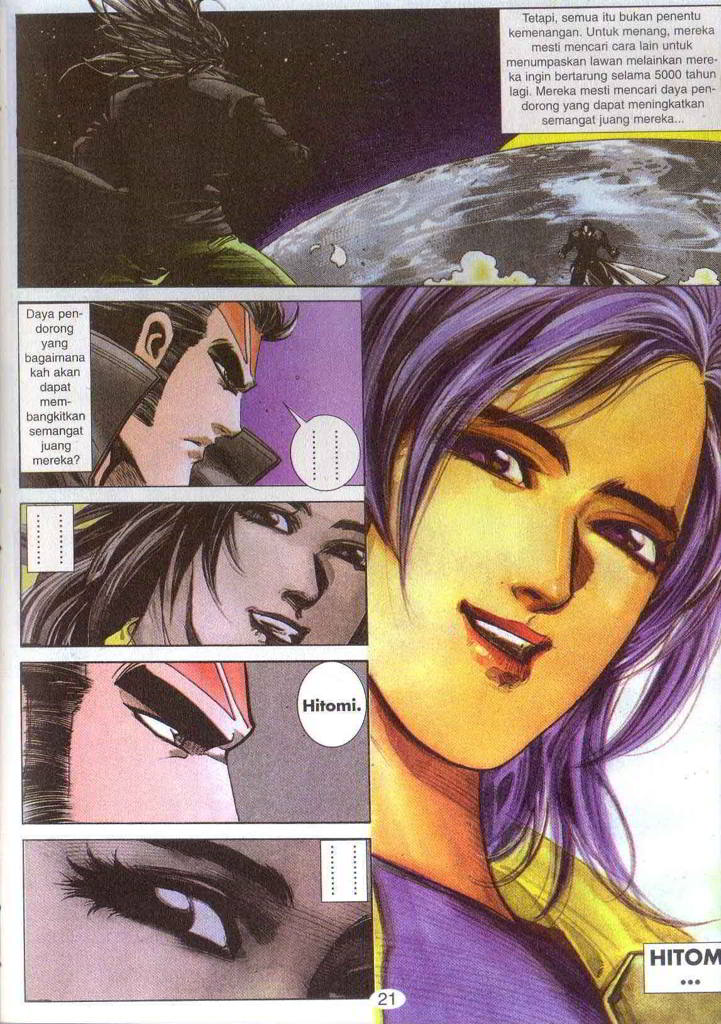 Tetapi, semua itu bukan penentu
kemenangan. Untuk menang, mereka
mesti mencari cara lain untuk
menumpaskan lawan melainkan mere-
ka ingin bertarung selama 5000 tahun
lagi. Mereka mesti mencari daya pen-
dorong yang dapat meningkatkan
semangat juang mereka...
Daya pen-
dorong
yang
bagaimana
kah akan
dapat
mem-
bangkitkan
semangat
juang
mereka?
Hitomi.
HITOM
...
21